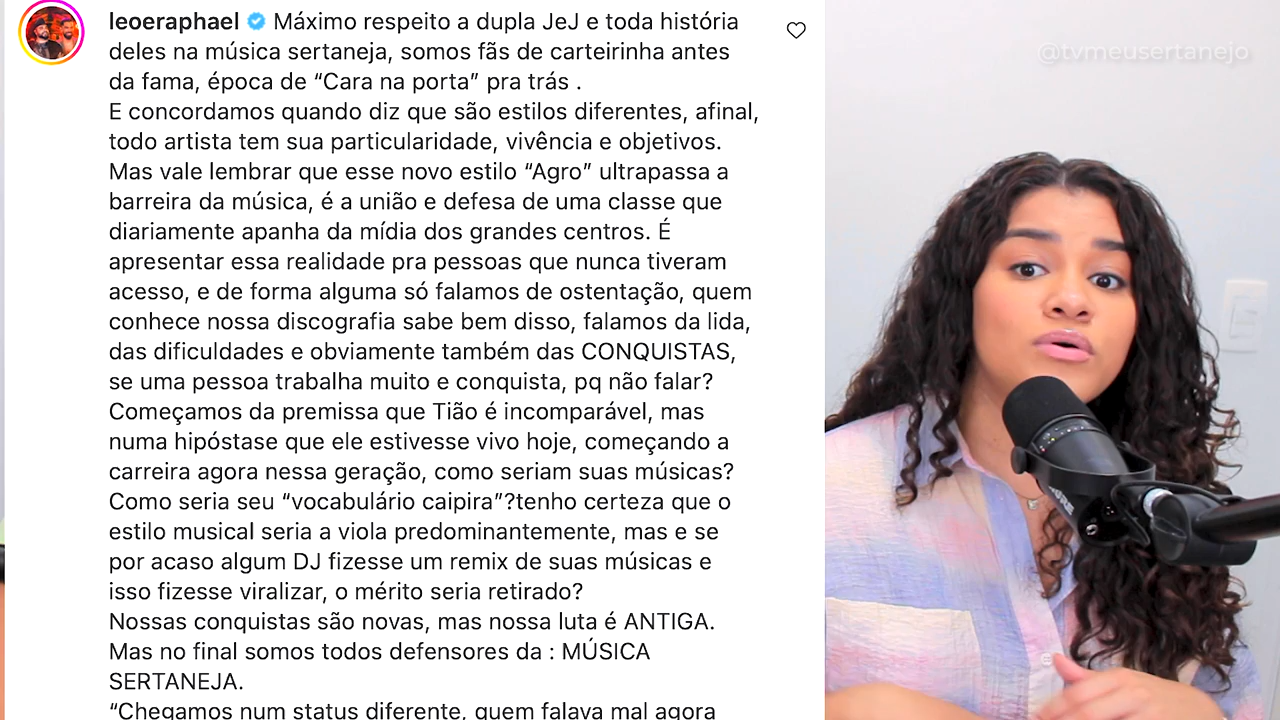 leoeraphael Máximo respeito a dupla JeJ e toda história
deles na música sertaneja, somos fãs de carteirinha antes
da fama, época de “Cara na porta” pra trás .
E concordamos quando diz que são estilos diferentes, afinal,
todo artista tem sua particularidade, vivência e objetivos.
Mas vale lembrar que esse novo estilo “Agro” ultrapassa a
barreira da música, é a união e defesa de uma classe que
diariamente apanha da mídia dos grandes centros. É
apresentar essa realidade pra pessoas que nunca tiveram
acesso, e de forma alguma só falamos de ostentação, quem
conhece nossa discografia sabe bem disso, falamos da lida,
das dificuldades e obviamente também das CONQUISTAS,
se uma pessoa trabalha muito e conquista, pq não falar?
Começamos da premissa que Tião é incomparável, mas
numa hipóstase que ele estivesse vivo hoje, começando a
carreira agora nessa geração, como seriam suas músicas?
Como seria seu “vocabulário caipira”?tenho certeza que o
estilo musical seria a viola predominantemente, mas e se
por acaso algum DJ fizesse um remix de suas músicas e
isso fizesse viralizar, o mérito seria retirado?
Nossas conquistas são novas, mas nossa luta é ANTIGA.
Mas no final somos todos defensores da : MÚSICA
SERTANEJA.
“Chegamos num status diferente, quem falava mal agora
@tvmeusertanejo